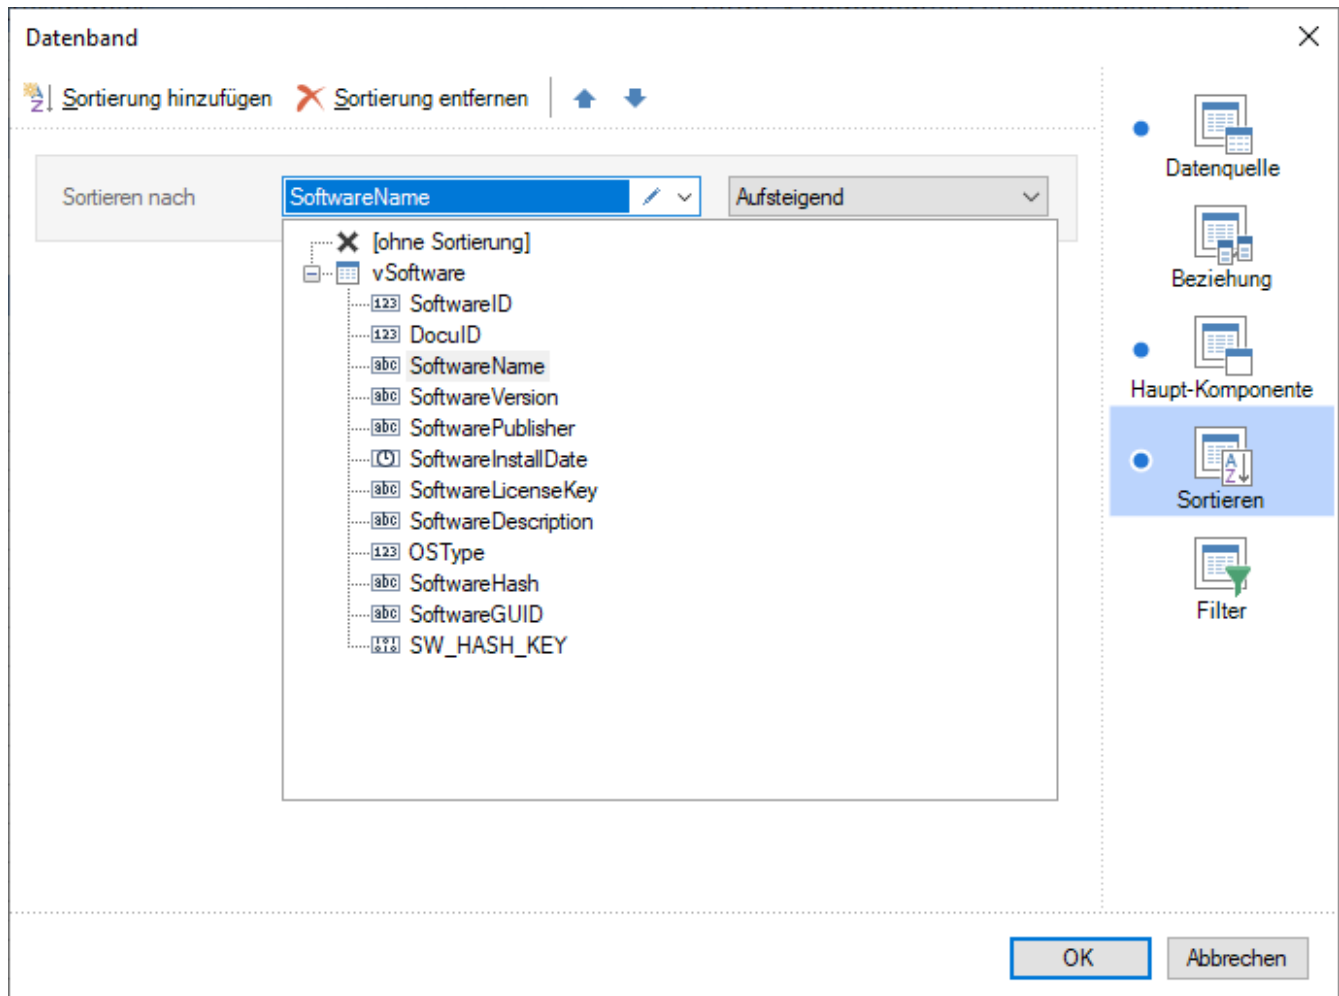 Datenband
Sortierung hinzufügen Sortierung entfernen
Sortieren nach SoftwareName Aufsteigend
[ohne Sortierung]
vSoftware
SoftwareID
DocuID
SoftwareName
SoftwareVersion
SoftwarePublisher
SoftwareInstallDate
SoftwareLicenseKey
SoftwareDescription
OSType
SoftwareHash
SoftwareGUID
SW_HASH_KEY
Datenquelle
Beziehung
Haupt-Komponente
Sortieren
Filter
OK Abbrechen